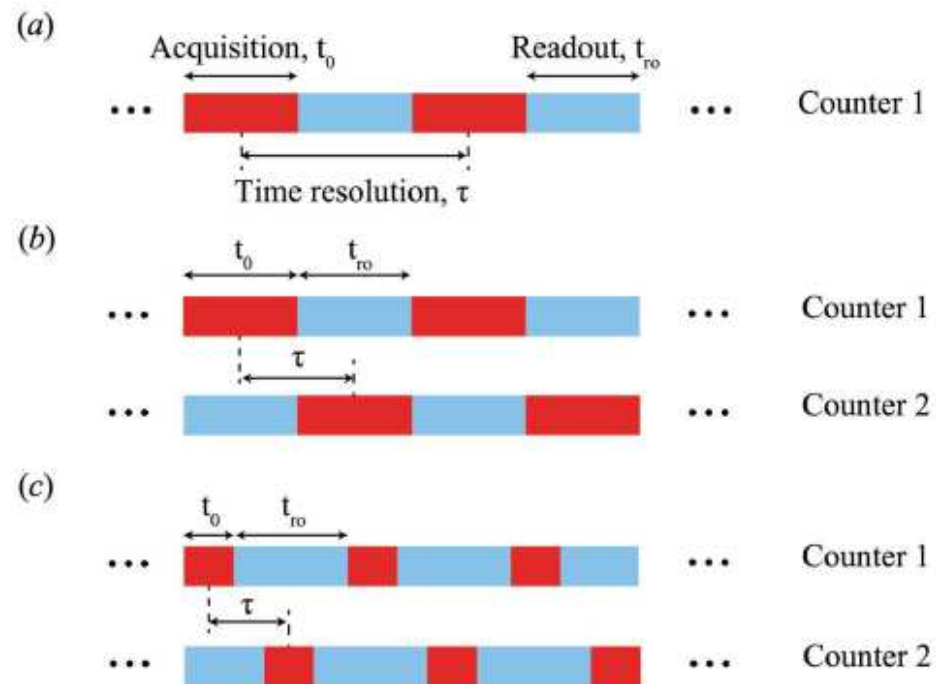 (a)
Acquisition, t₀ Readout, tᵣₒ
••• ••• Counter 1
Time resolution, τ
(b)
t₀ tᵣₒ
••• ••• Counter 1
τ
••• ••• Counter 2
(c)
t₀ tᵣₒ
••• ••• Counter 1
τ
••• ••• Counter 2